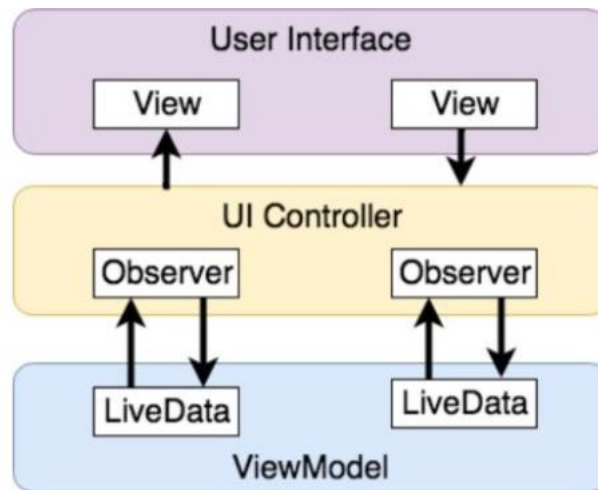 User Interface
View
View
UI Controller
Observer
Observer
LiveData
LiveData
ViewModel